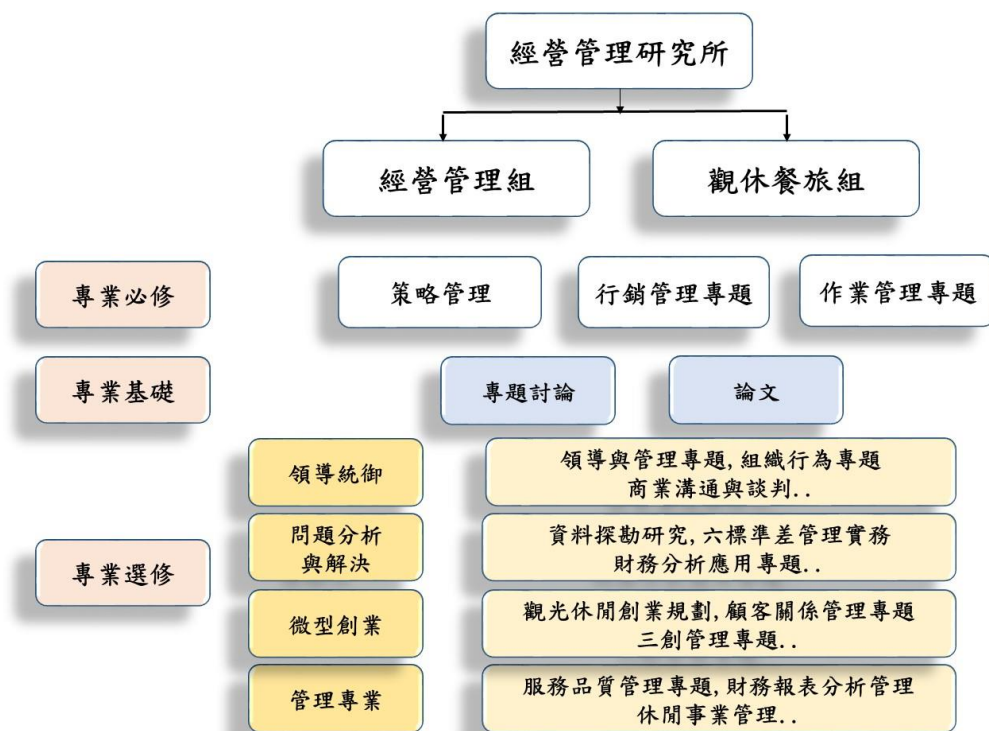 經營管理研究所
經營管理組
觀休餐旅組
專業必修
策略管理
行銷管理專題
作業管理專題
專業基礎
專題討論
論文
專業選修
領導統御
領導與管理專題, 組織行為專題
商業溝通與談判..
問題分析
與解決
資料探勘研究, 六標準差管理實務
財務分析應用專題..
微型創業
觀光休閒創業規劃, 顧客關係管理專題
三創管理專題..
管理專業
服務品質管理專題, 財務報表分析管理
休閒事業管理..